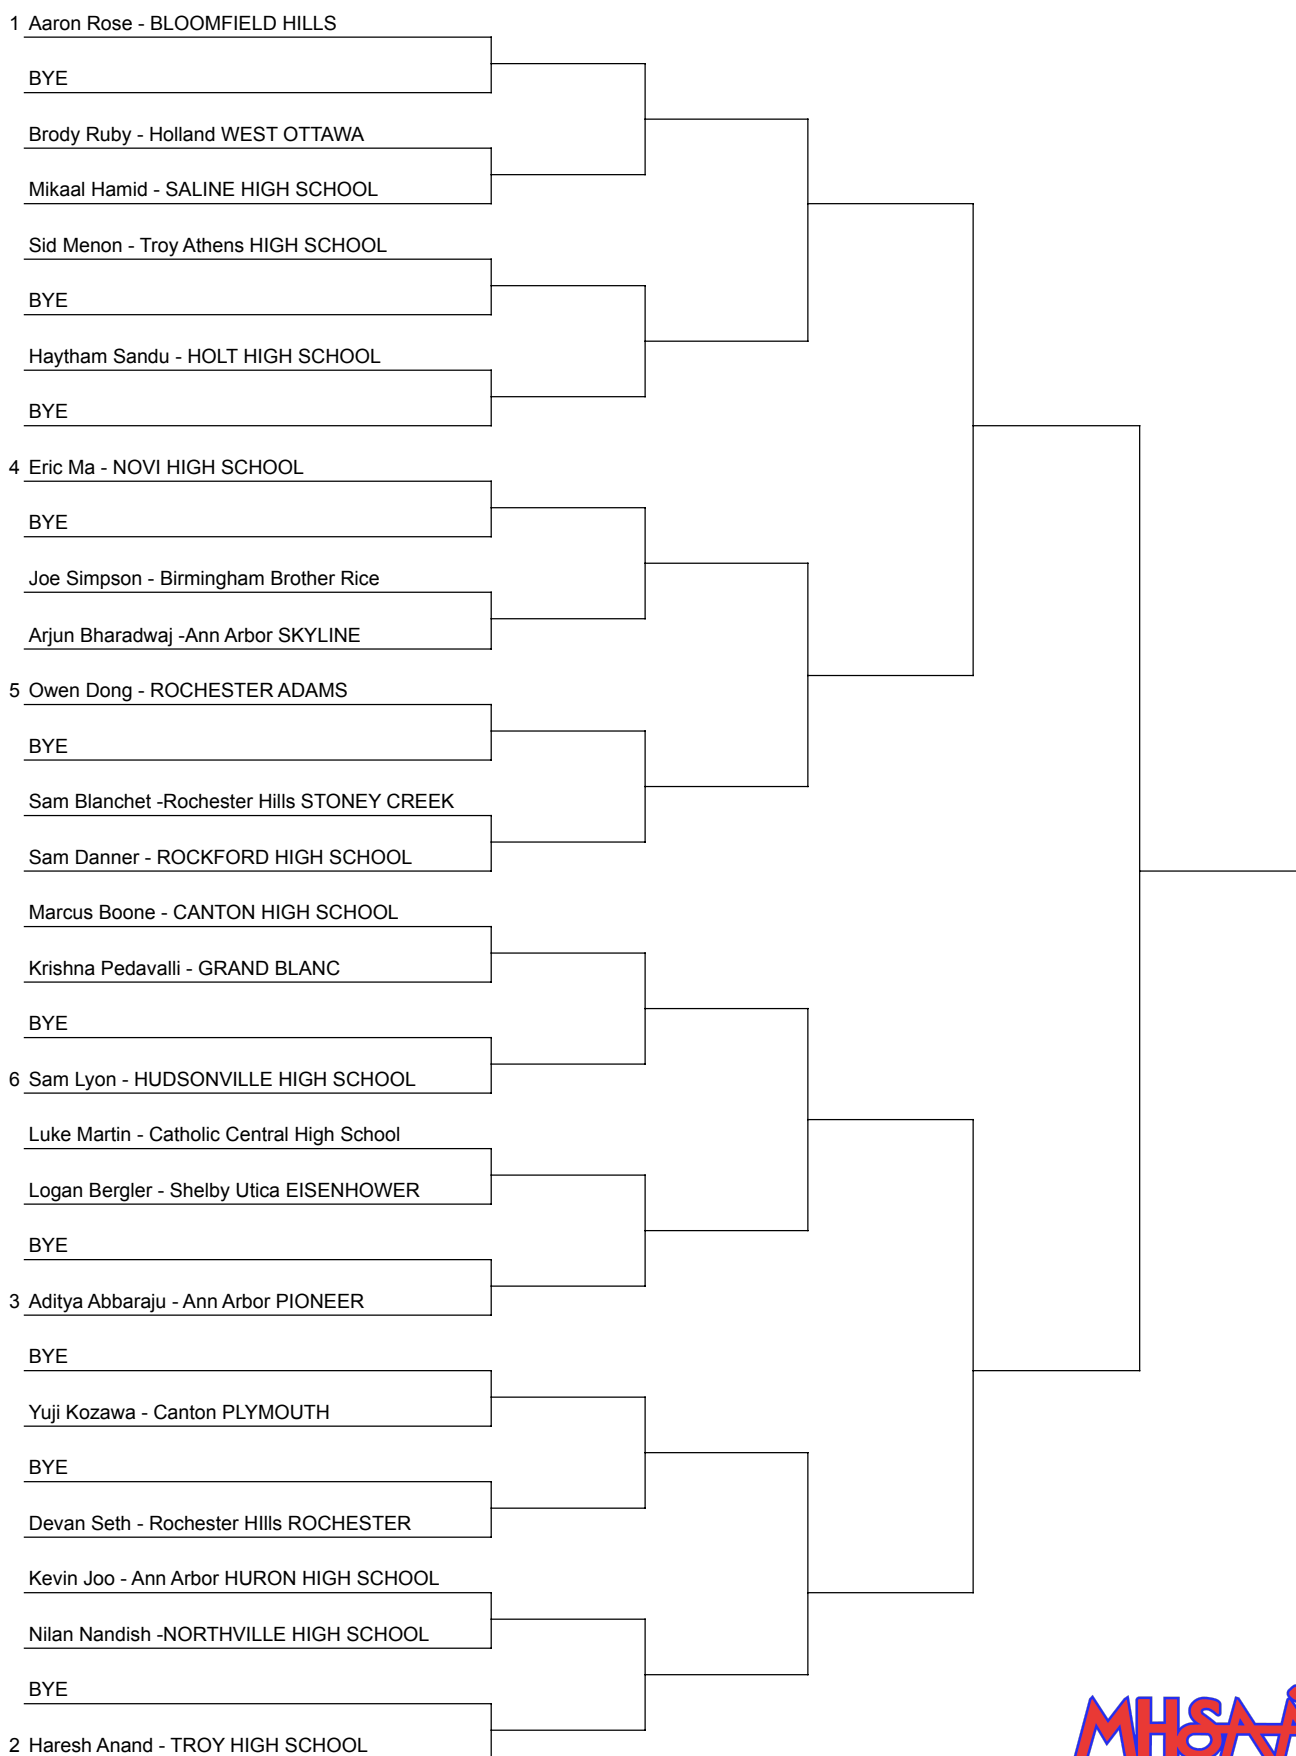 1 Aaron Rose - BLOOMFIELD HILLS
BYE
Brody Ruby - Holland WEST OTTAWA
Mikaal Hamid - SALINE HIGH SCHOOL
Sid Menon - Troy Athens HIGH SCHOOL
BYE
Haytham Sandu - HOLT HIGH SCHOOL
BYE
4 Eric Ma - NOVI HIGH SCHOOL
BYE
Joe Simpson - Birmingham Brother Rice
Arjun Bharadwaj -Ann Arbor SKYLINE
5 Owen Dong - ROCHESTER ADAMS
BYE
Sam Blanchet -Rochester Hills STONEY CREEK
Sam Danner - ROCKFORD HIGH SCHOOL
Marcus Boone - CANTON HIGH SCHOOL
Krishna Pedavalli - GRAND BLANC
BYE
6 Sam Lyon - HUDSONVILLE HIGH SCHOOL
Luke Martin - Catholic Central High School
Logan Bergler - Shelby Utica EISENHOWER
BYE
3 Aditya Abbaraju - Ann Arbor PIONEER
BYE
Yuji Kozawa - Canton PLYMOUTH
BYE
Devan Seth - Rochester HIlls ROCHESTER
Kevin Joo - Ann Arbor HURON HIGH SCHOOL
Nilan Nandish -NORTHVILLE HIGH SCHOOL
BYE
2 Haresh Anand - TROY HIGH SCHOOL
MHSAA